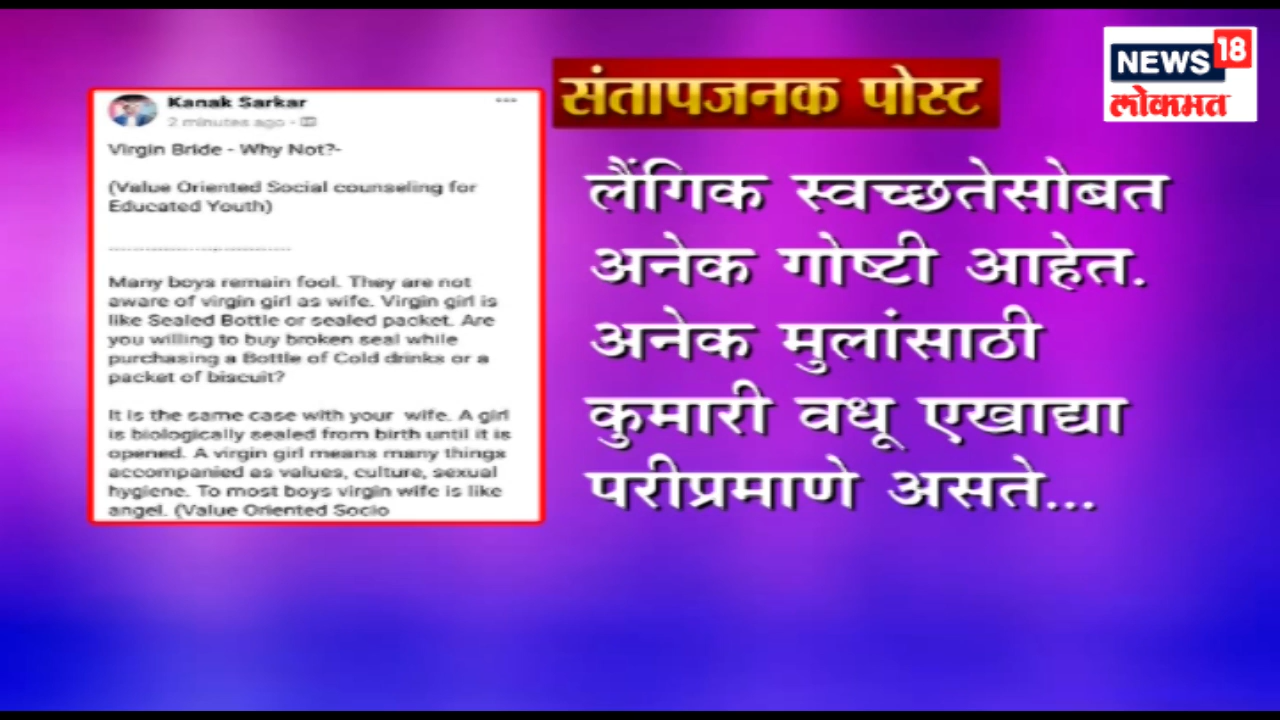 NEWS 18
लोकमत
संतापजनक पोस्ट
Kanak Sarkar
2 minutes ago
Virgin Bride - Why Not?-
(Value Oriented Social counseling for
Educated Youth)
Many boys remain fool. They are not
aware of virgin girl as wife. Virgin girl is
like Sealed Bottle or sealed packet. Are
you willing to buy broken seal while
purchasing a Bottle of Cold drinks or a
packet of biscuit?
It is the same case with your wife. A girl
is biologically sealed from birth until it is
opened. A virgin girl means many things
accompanied as values, culture, sexual
hygiene. To most boys virgin wife is like
angel. (Value Oriented Socio
लैंगिक स्वच्छतेसोबत
अनेक गोष्टी आहेत.
अनेक मुलांसाठी
कुमारी वधू एखाद्या
परीप्रमाणे असते...